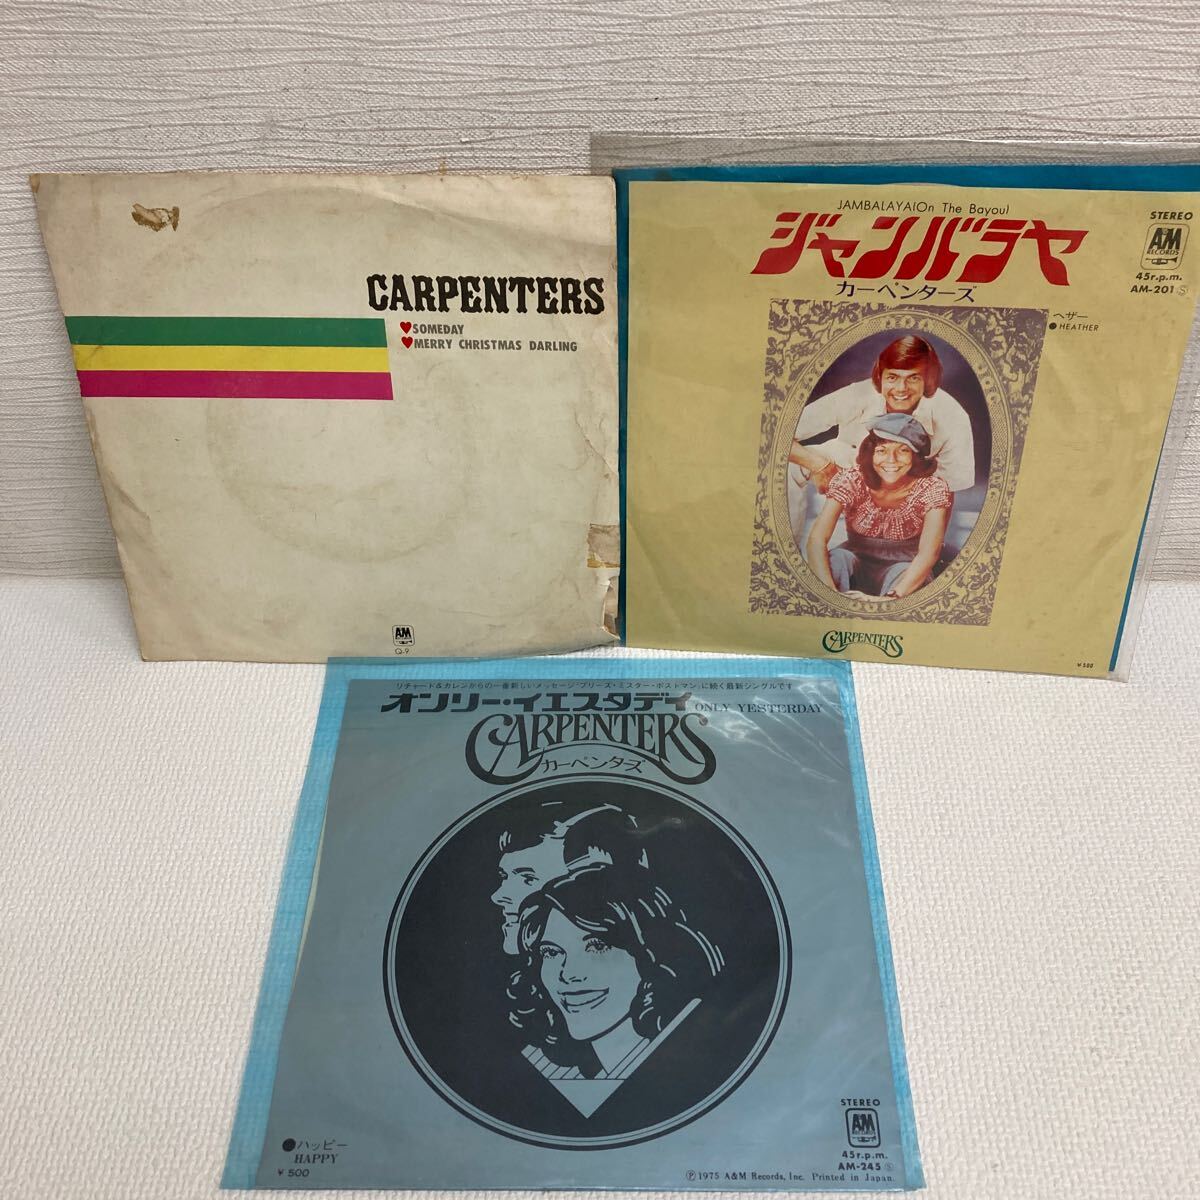 CARPENTERS
SOMEDAY
MERRY CHRISTMAS DARLING
AM
Q-9
JAMBALAYA(On The Bayou)
ジャンバラヤ
カーペンターズ
STEREO
AM
RECORDS
45r.p.m.
AM-201 Ⓢ
ヘザー
●HEATHER
CARPENTERS
¥500
リチャード&カレンからの一番新しいメッセージ「プリーズ・ミスター・ポストマン」に続く最新シングルです
オンリー・イエスタデイ ONLY YESTERDAY
CARPENTERS
カーペンターズ
●ハッピー
HAPPY
¥500
STEREO
AM
RECORDS
45r.p.m.
AM-245 Ⓢ
Ⓟ1975 A&M Records, Inc. Printed in Japan.